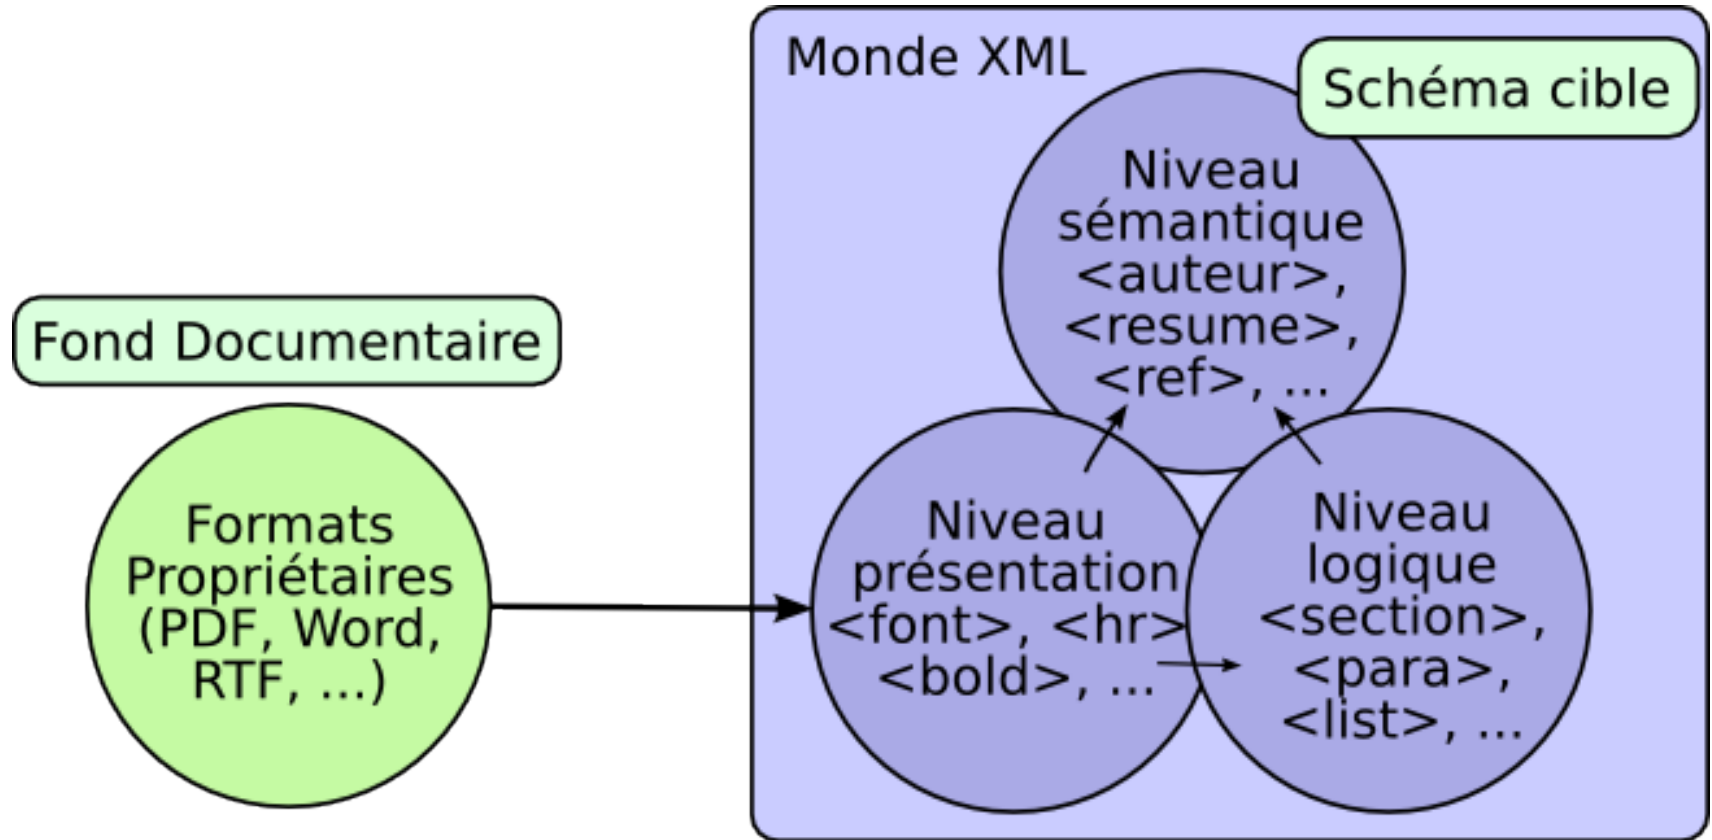 Monde XML
Schéma cible
Niveau
sémantique
<auteur>,
<resume>,
<ref>, ...
Fond Documentaire
Formats
Propriétaires
(PDF, Word,
RTF, ...)
Niveau
présentation
<font>, <hr>
<bold>, ...
Niveau
logique
<section>,
<para>,
<list>, ...